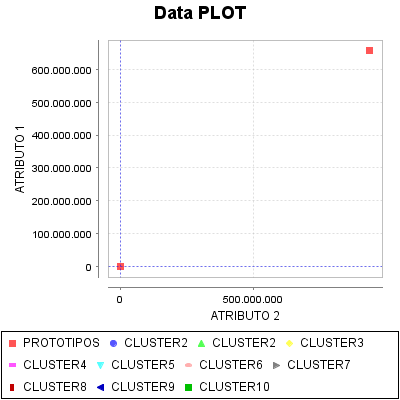 Data PLOT
ATRIBUTO 1
600.000.000
500.000.000
400.000.000
300.000.000
200.000.000
100.000.000
0
0 500.000.000
ATRIBUTO 2
PROTOTIPOS CLUSTER2 CLUSTER2 CLUSTER3
CLUSTER4 CLUSTER5 CLUSTER6 CLUSTER7
CLUSTER8 CLUSTER9 CLUSTER10